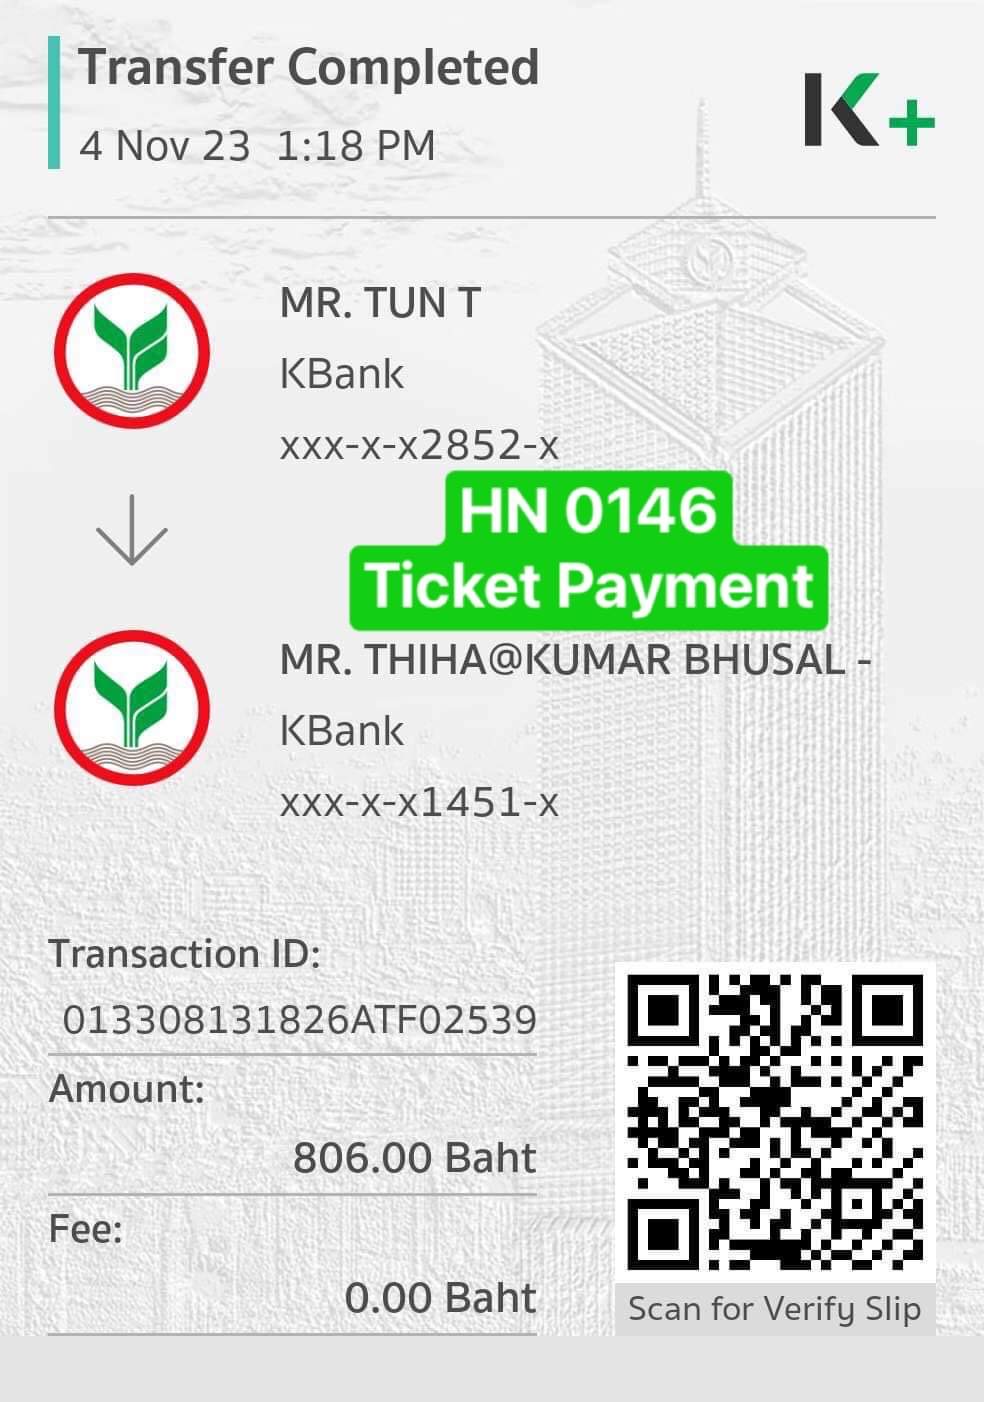 Transfer Completed
4 Nov 23 1:18 PM
K+
MR. TUN T
KBank
xxx-x-x2852-x
HN 0146
Ticket Payment
MR. THIHA@KUMAR BHUSAL -
KBank
xxx-x-x1451-x
Transaction ID:
013308131826ATF02539
Amount:
806.00 Baht
Fee:
0.00 Baht
Scan for Verify Slip